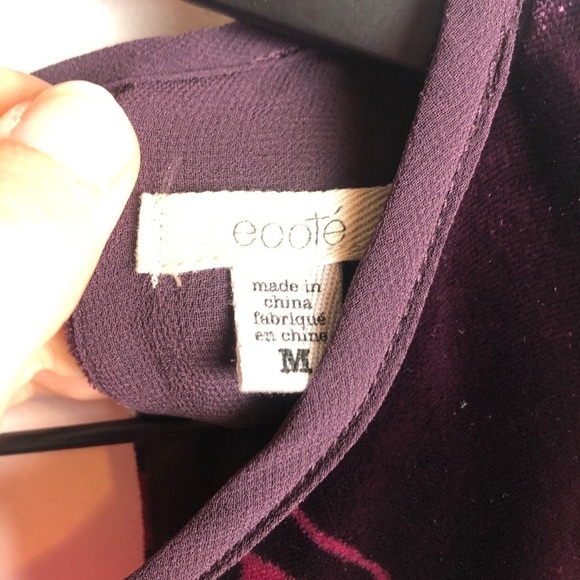 ecoté
made in
china
fabriqué
en chine
M